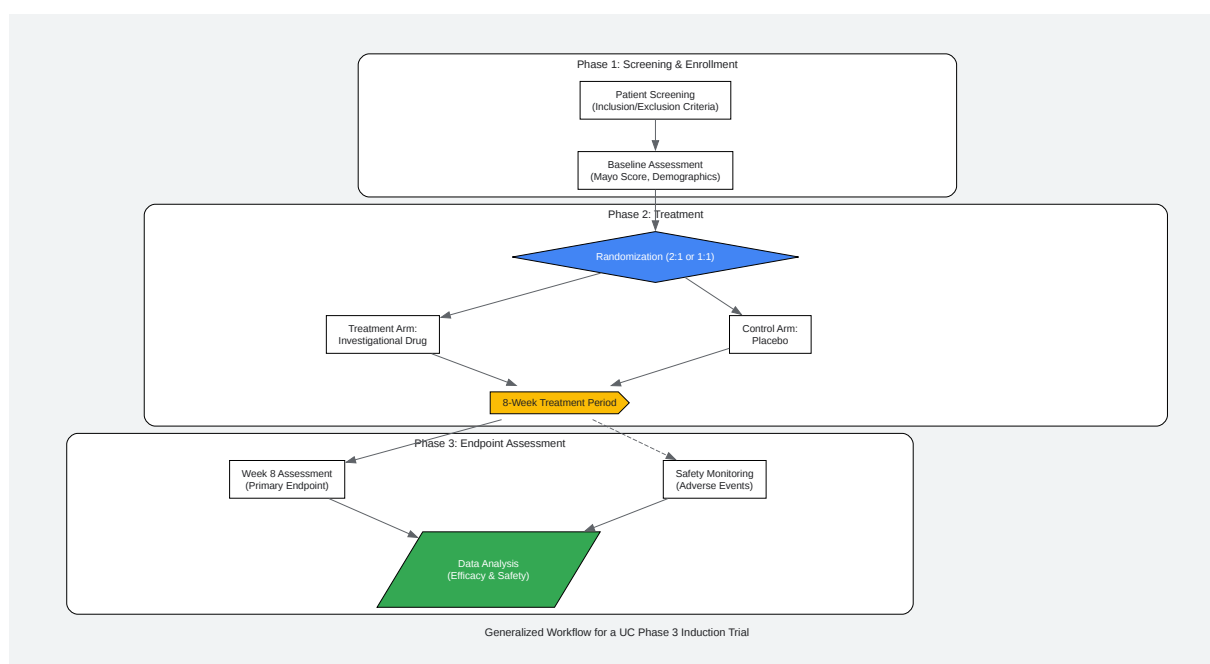 Phase 1: Screening & Enrollment
Patient Screening
(Inclusion/Exclusion Criteria)
Baseline Assessment
(Mayo Score, Demographics)
Phase 2: Treatment
Randomization (2:1 or 1:1)
Treatment Arm:
Investigational Drug
Control Arm:
Placebo
8-Week Treatment Period
Phase 3: Endpoint Assessment
Week 8 Assessment
(Primary Endpoint)
Safety Monitoring
(Adverse Events)
Data Analysis
(Efficacy & Safety)
Generalized Workflow for a UC Phase 3 Induction Trial